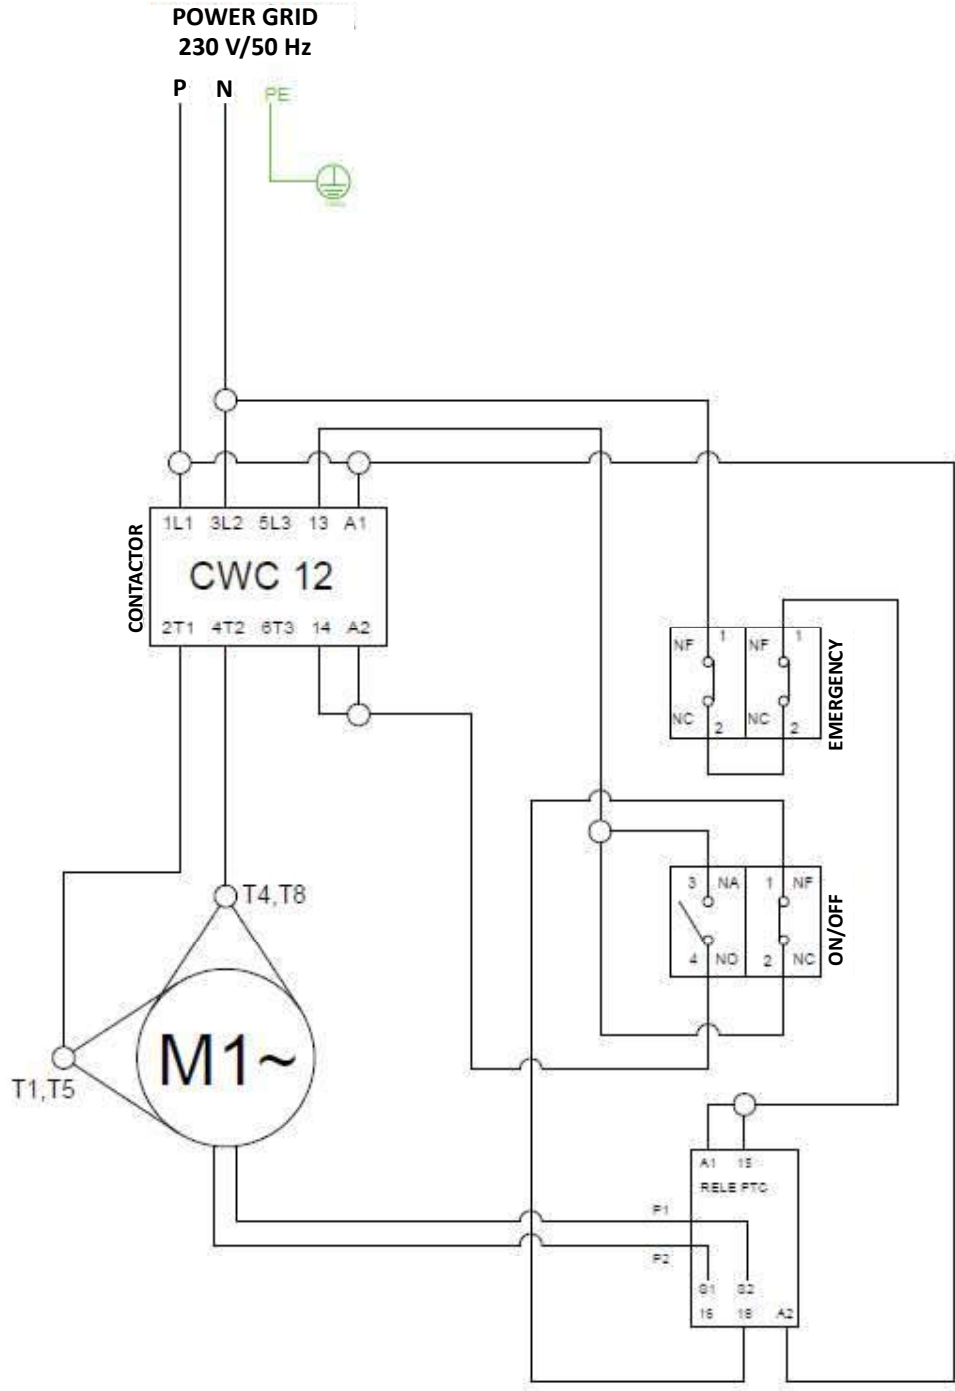 POWER GRID
230 V/50 Hz
P N PE
1L1 3L2 5L3 13 A1
CONTACTOR
CWC 12
2T1 4T2 6T3 14 A2
NF 1 NF 1
NC 2 NC 2
EMERGENCY
3 NA 1 NF
4 NO 2 NC
ON/OFF
T4,T8
M1~
T1,T5
A1 15
RELE PTC
P1
P2
S1 S2
16 18 A2